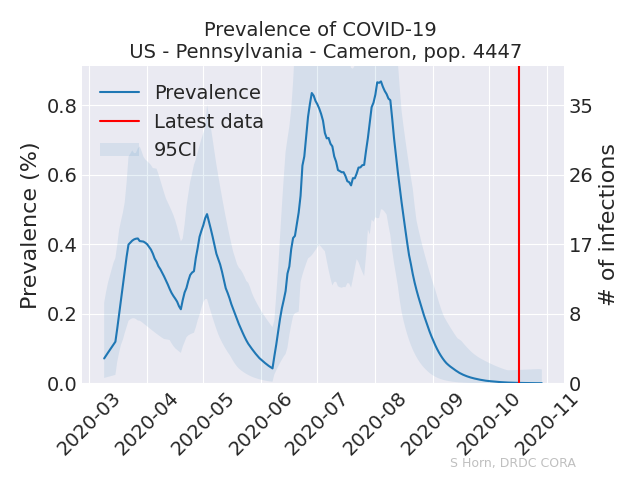 Prevalence of COVID-19
US - Pennsylvania - Cameron, pop. 4447
Prevalence
Latest data
95CI
Prevalence (%)
0.8
0.6
0.4
0.2
0.0
35
26
17
8
0
# of infections
2020-03
2020-04
2020-05
2020-06
2020-07
2020-08
2020-09
2020-10
2020-11
S Horn, DRDC CORA